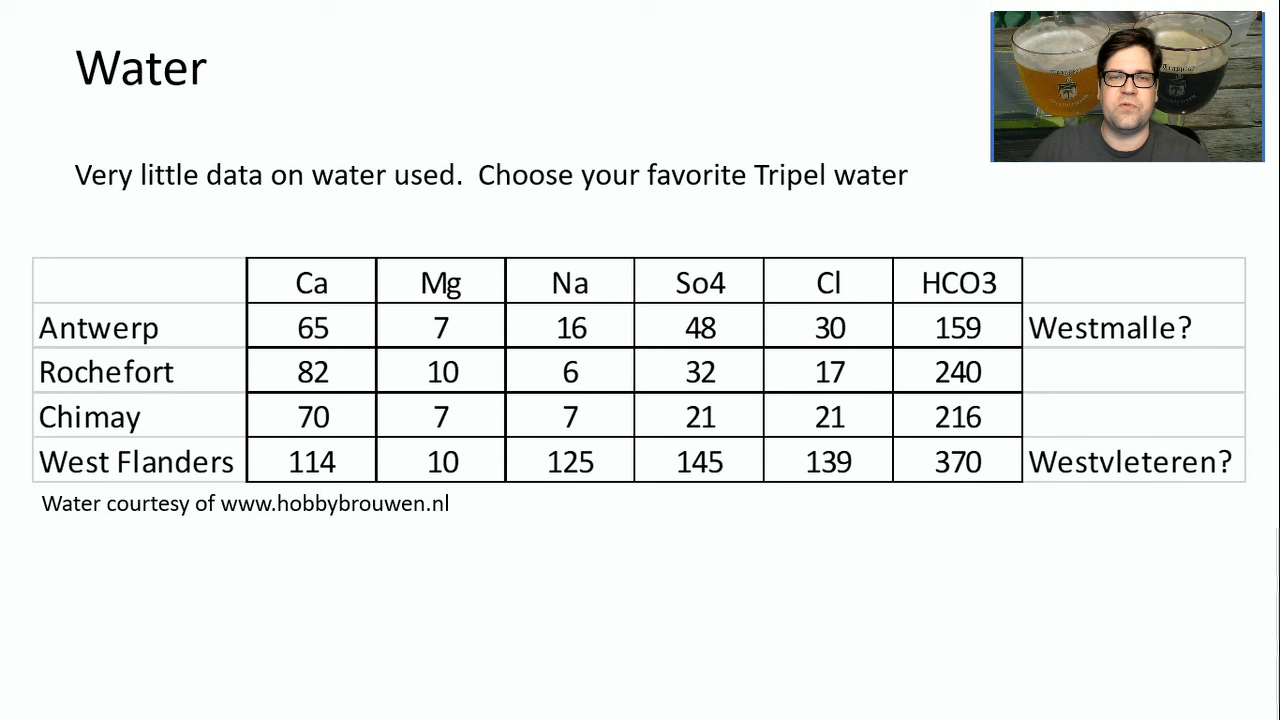 Water
Very little data on water used. Choose your favorite Tripel water
Ca Mg Na So4 Cl HCO3
Antwerp 65 7 16 48 30 159 Westmalle?
Rochefort 82 10 6 32 17 240
Chimay 70 7 7 21 21 216
West Flanders 114 10 125 145 139 370 Westvleteren?
Water courtesy of www.hobbybrouwen.nl